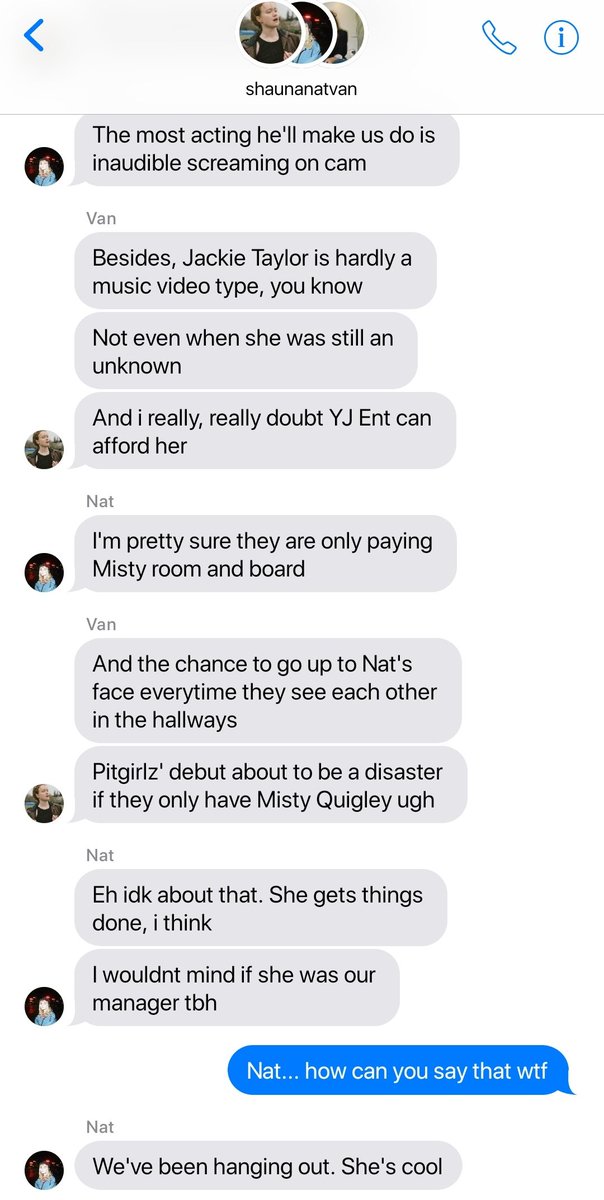 shaunanatvan
The most acting he'll make us do is
inaudible screaming on cam
Van
Besides, Jackie Taylor is hardly a
music video type, you know
Not even when she was still an
unknown
And i really, really doubt YJ Ent can
afford her
Nat
I'm pretty sure they are only paying
Misty room and board
Van
And the chance to go up to Nat's
face everytime they see each other
in the hallways
Pitgirlz' debut about to be a disaster
if they only have Misty Quigley ugh
Nat
Eh idk about that. She gets things
done, i think
I wouldnt mind if she was our
manager tbh
Nat... how can you say that wtf
Nat
We've been hanging out. She's cool